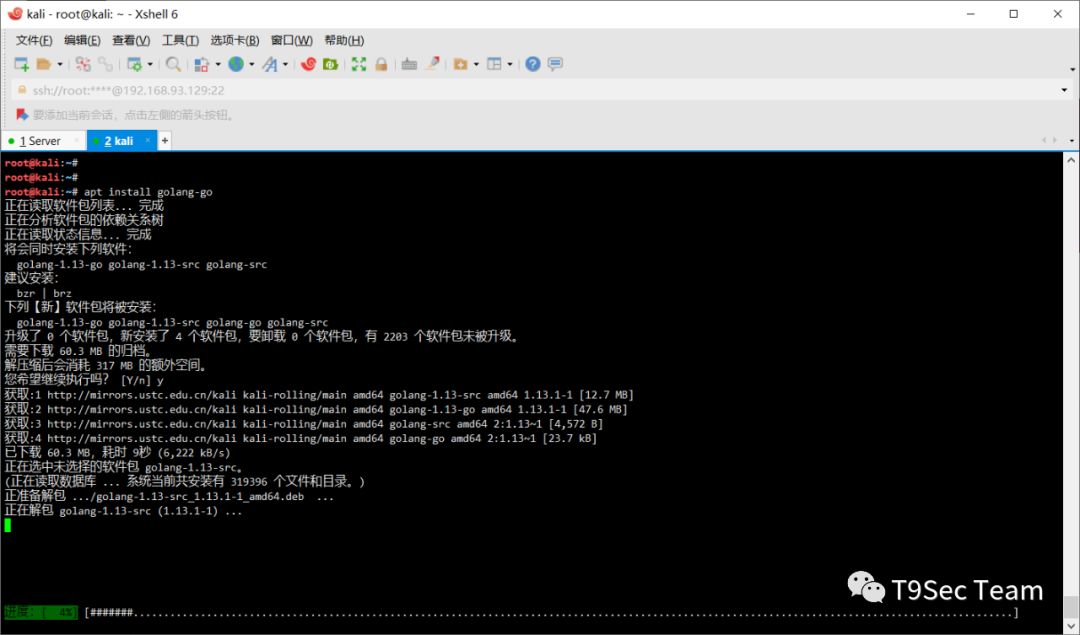 kali - root@kali: ~ - Xshell 6
文件(F) 编辑(E) 查看(V) 工具(T) 选项卡(B) 窗口(W) 帮助(H)
ssh://root:****@192.168.93.129:22
要添加当前会话，点击左侧的箭头按钮。
1 Server × 2 kali × +
root@kali:~#
root@kali:~#
root@kali:~# apt install golang-go
正在读取软件包列表... 完成
正在分析软件包的依赖关系树
正在读取状态信息... 完成
将会同时安装下列软件：
golang-1.13-go golang-1.13-src golang-src
建议安装：
bzr | brz
下列【新】软件包将被安装：
golang-1.13-go golang-1.13-src golang-go golang-src
升级了 0 个软件包，新安装了 4 个软件包，要卸载 0 个软件包，有 2203 个软件包未被升级。
需要下载 60.3 MB 的归档。
解压缩后会消耗 317 MB 的额外空间。
您希望继续执行吗？ [Y/n] y
获取:1 http://mirrors.ustc.edu.cn/kali kali-rolling/main amd64 golang-1.13-src amd64 1.13.1-1 [12.7 MB]
获取:2 http://mirrors.ustc.edu.cn/kali kali-rolling/main amd64 golang-1.13-go amd64 1.13.1-1 [47.6 MB]
获取:3 http://mirrors.ustc.edu.cn/kali kali-rolling/main amd64 golang-src amd64 2:1.13~1 [4,572 B]
获取:4 http://mirrors.ustc.edu.cn/kali kali-rolling/main amd64 golang-go amd64 2:1.13~1 [23.7 kB]
已下载 60.3 MB，耗时 9秒 (6,222 kB/s)
正在选中未选择的软件包 golang-1.13-src。
(正在读取数据库 ... 系统当前共安装有 319396 个文件和目录。)
正准备解包 .../golang-1.13-src_1.13.1-1_amd64.deb ...
正在解包 golang-1.13-src (1.13.1-1) ...
T9Sec Team
进度：[ 4%] [#######.......................................................................................................................................]